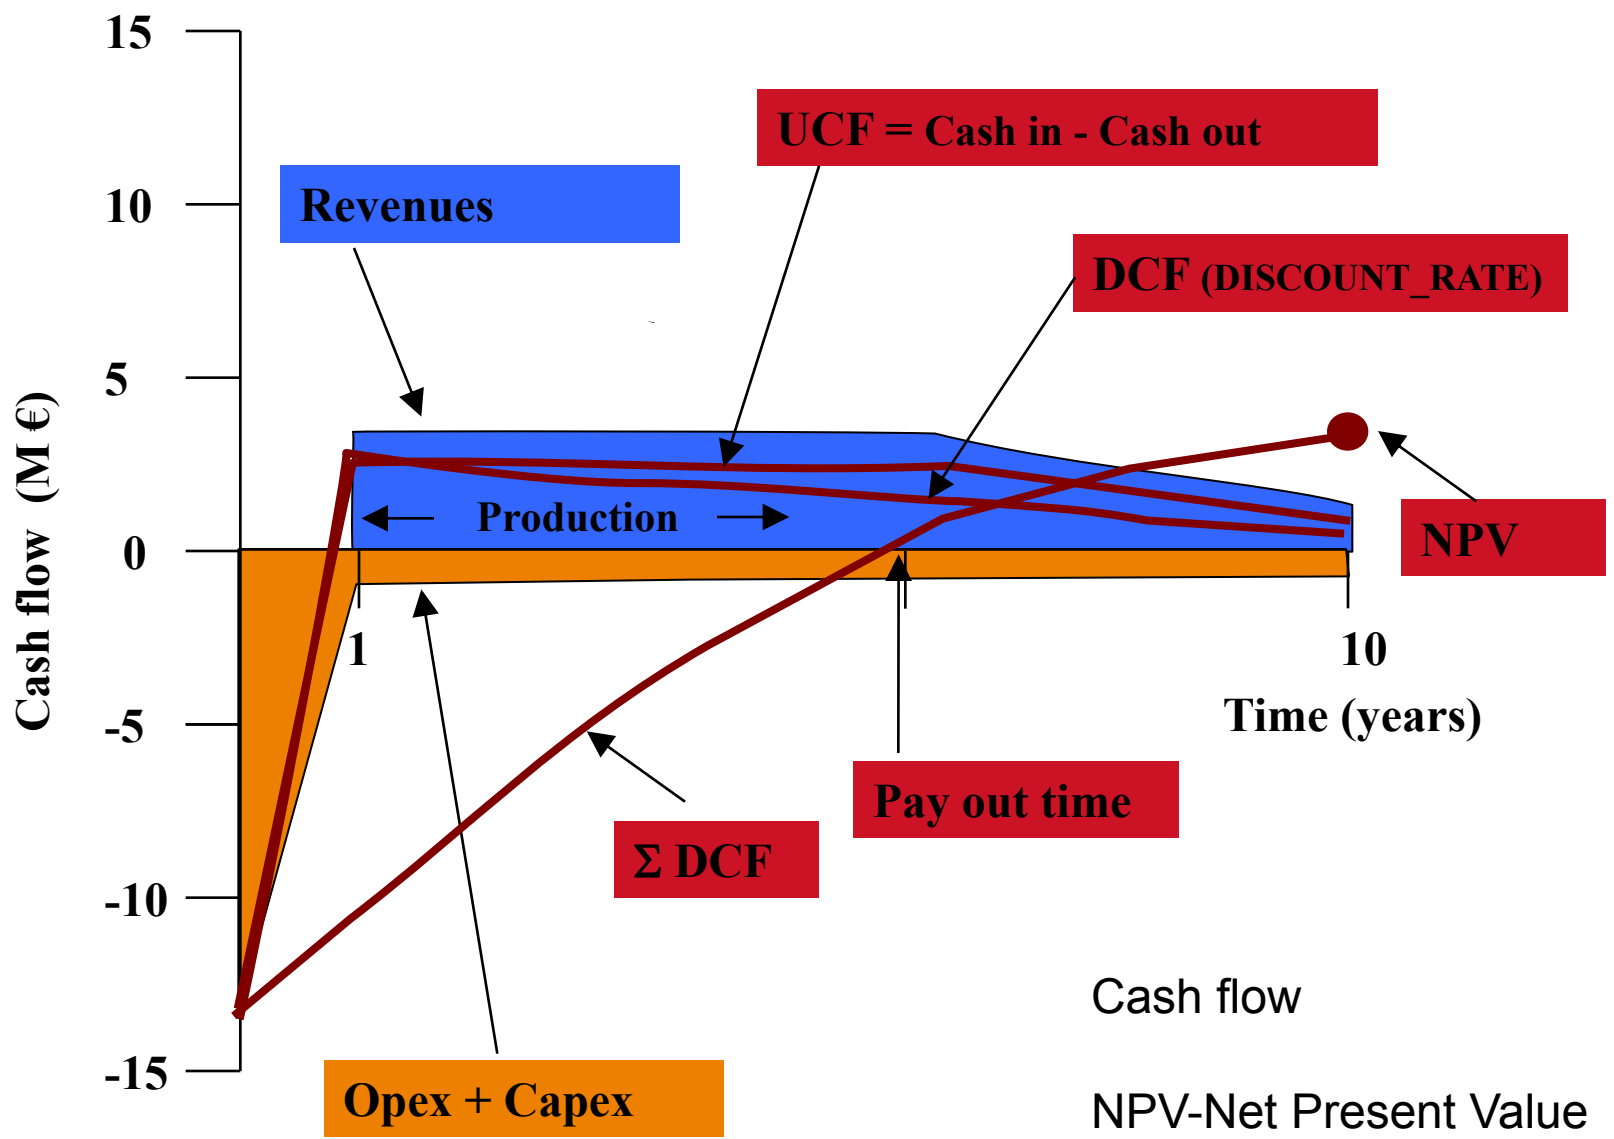 15
UCF = Cash in - Cash out
10
Revenues
DCF (DISCOUNT_RATE)
5
Cash flow (M €)
Production
NPV
0
1
10
-5
Time (years)
Pay out time
Σ DCF
-10
Cash flow
-15
Opex + Capex
NPV-Net Present Value